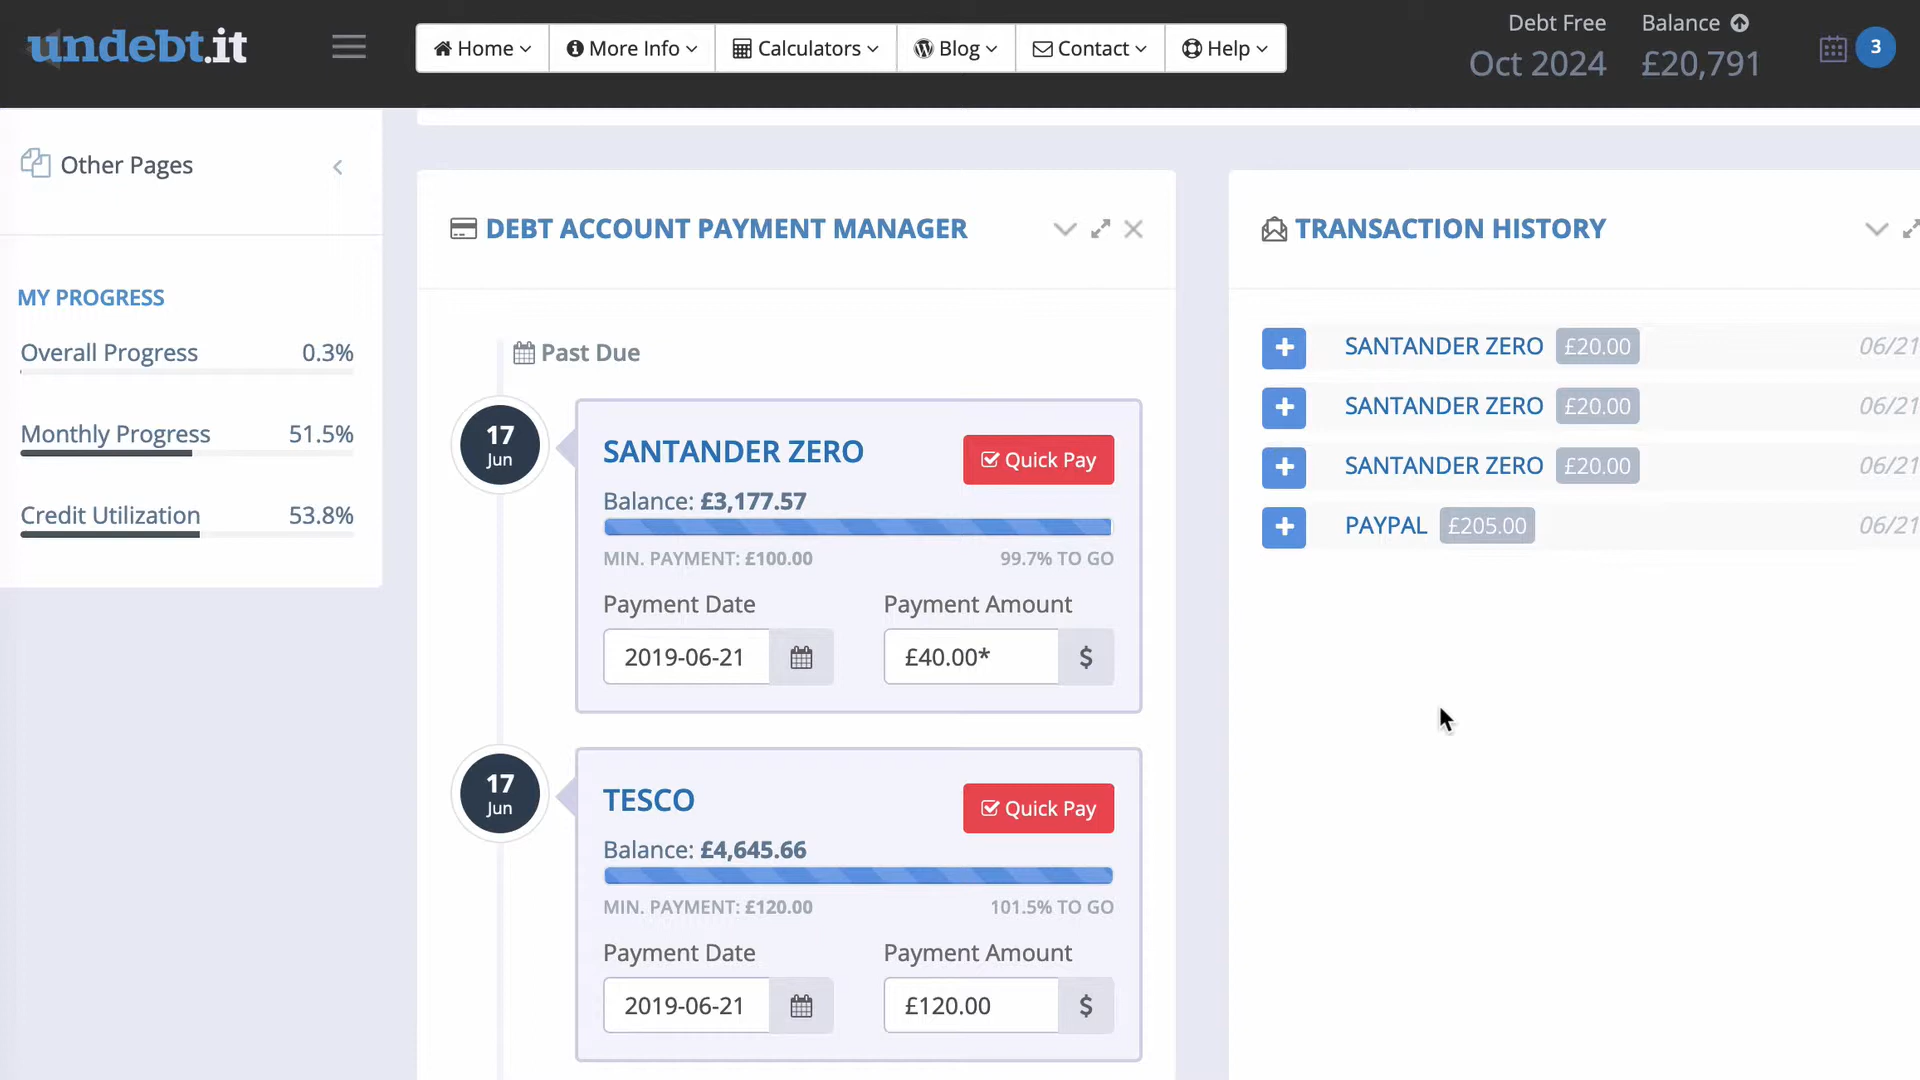 undebt.it
Home
More Info
Calculators
Blog
Contact
Help
Debt Free
Oct 2024
Balance
£20,791
3
Other Pages
MY PROGRESS
Overall Progress 0.3%
Monthly Progress 51.5%
Credit Utilization 53.8%
DEBT ACCOUNT PAYMENT MANAGER
Past Due
17
Jun
SANTANDER ZERO
Quick Pay
Balance: £3,177.57
MIN. PAYMENT: £100.00 99.7% TO GO
Payment Date Payment Amount
2019-06-21 £40.00* $
17
Jun
TESCO
Quick Pay
Balance: £4,645.66
MIN. PAYMENT: £120.00 101.5% TO GO
Payment Date Payment Amount
2019-06-21 £120.00 $
TRANSACTION HISTORY
SANTANDER ZERO £20.00 06/21
SANTANDER ZERO £20.00 06/21
SANTANDER ZERO £20.00 06/21
PAYPAL £205.00 06/21